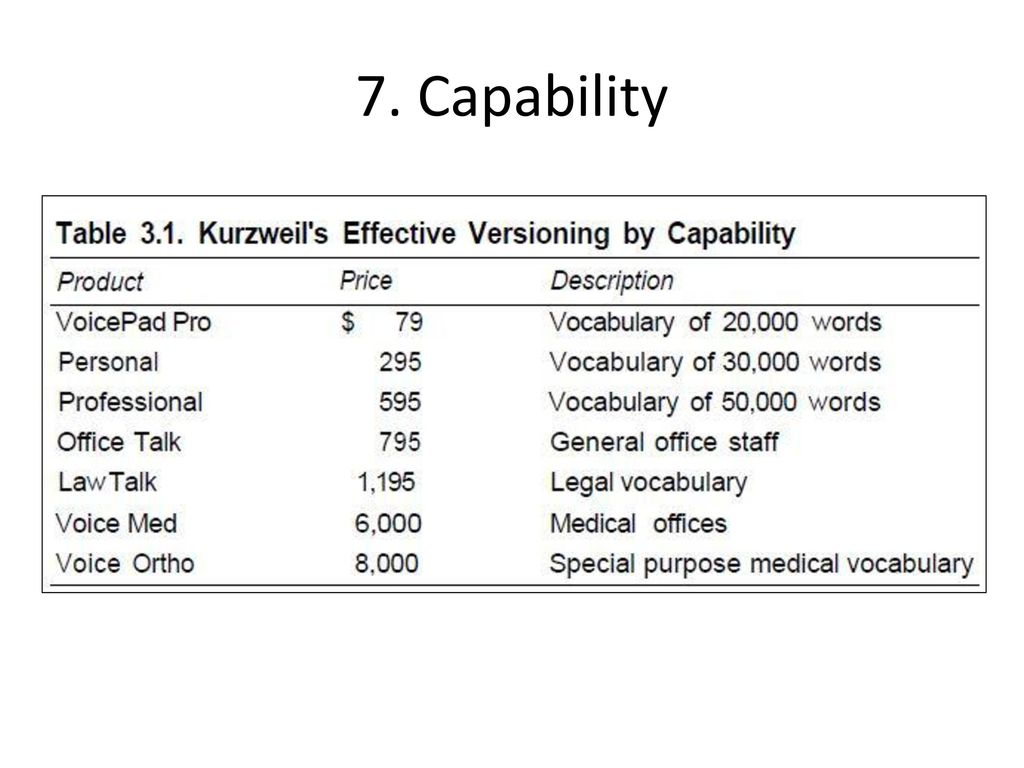 7. Capability
Table 3.1. Kurzweil's Effective Versioning by Capability
Product Price Description
VoicePad Pro $ 79 Vocabulary of 20,000 words
Personal 295 Vocabulary of 30,000 words
Professional 595 Vocabulary of 50,000 words
Office Talk 795 General office staff
LawTalk 1,195 Legal vocabulary
Voice Med 6,000 Medical offices
Voice Ortho 8,000 Special purpose medical vocabulary